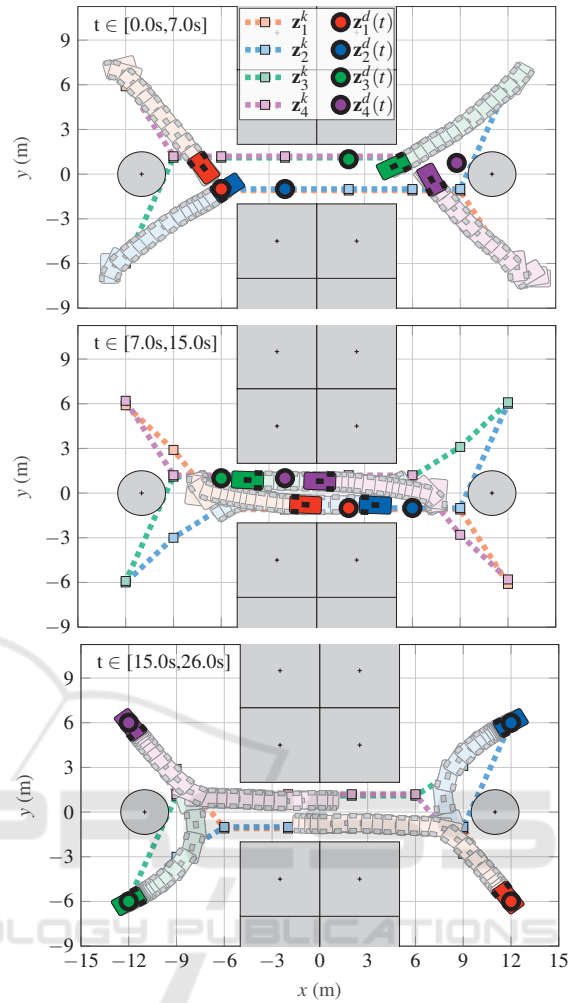 t ∈ [0.0s,7.0s]
z₁ᵏ z₁ᵈ(t)
z₂ᵏ z₂ᵈ(t)
z₃ᵏ z₃ᵈ(t)
z₄ᵏ z₄ᵈ(t)
9
6
3
0
−3
−6
−9
y (m)
t ∈ [7.0s,15.0s]
9
6
3
0
−3
−6
−9
y (m)
t ∈ [15.0s,26.0s]
9
6
3
0
−3
−6
−9
y (m)
−15 −12 −9 −6 −3 0 3 6 9 12 15
x (m)
OLOGY PUBLICATIONS